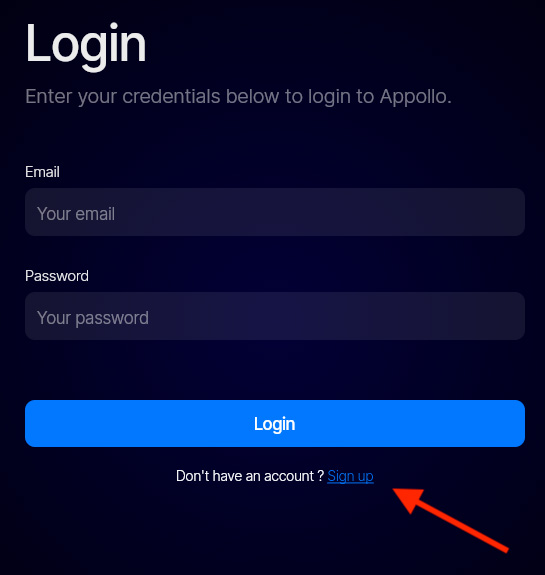 Login
Enter your credentials below to login to Appollo.
Email
Your email
Password
Your password
Login
Don't have an account ? Sign up